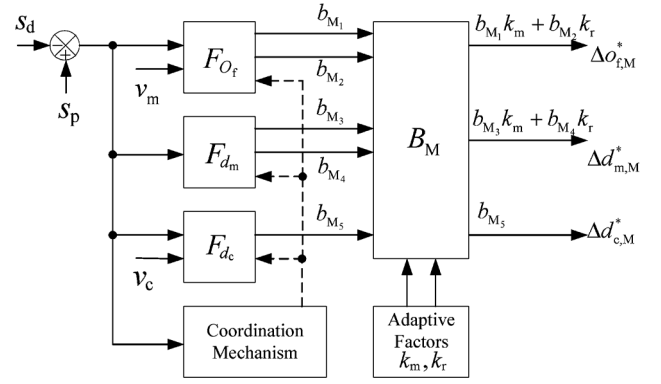 s_d
+
s_p
v_m
v_c
F_{O_f}
F_{d_m}
F_{d_c}
Coordination
Mechanism
b_{M_1}
b_{M_2}
b_{M_3}
b_{M_4}
b_{M_5}
B_M
Adaptive
Factors
k_m, k_r
b_{M_1} k_m + b_{M_2} k_r
Δo^*_{f,M}
b_{M_3} k_m + b_{M_4} k_r
Δd^*_{m,M}
b_{M_5}
Δd^*_{c,M}